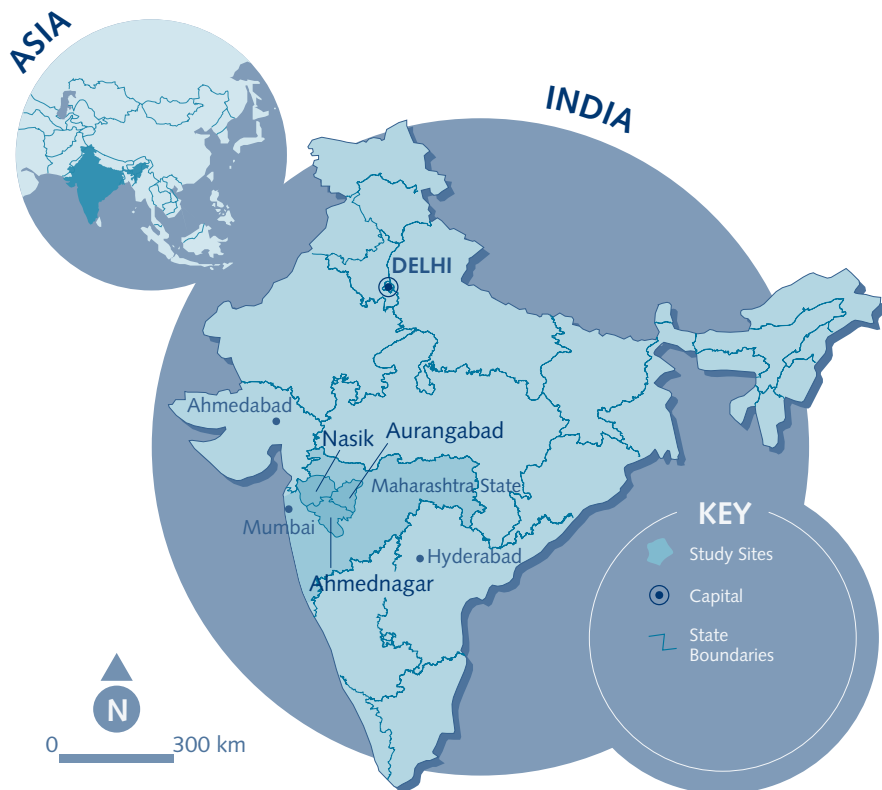 ASIA
INDIA
DELHI
Ahmedabad
Nasik
Aurangabad
Maharashtra State
Mumbai
Hyderabad
Ahmednagar
KEY
Study Sites
Capital
State
Boundaries
N
0 300 km